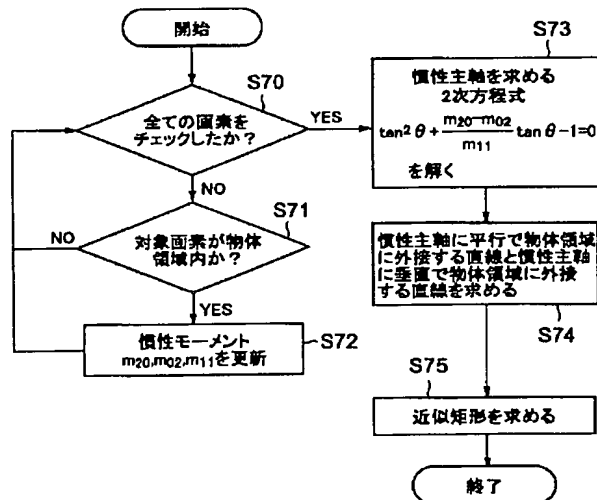 開始
S70
全ての画素を
チェックしたか？
YES
NO
S71
対象画素が物体
領域内か？
NO
YES
慣性モーメント
m20,m02,m11を更新
S72
S73
慣性主軸を求める
2次方程式
tan²θ+(m20−m02)/m11 tanθ−1=0
を解く
慣性主軸に平行で物体領域
に外接する直線と慣性主軸
に垂直で物体領域に外接
する直線を求める
S74
S75
近似矩形を求める
終了